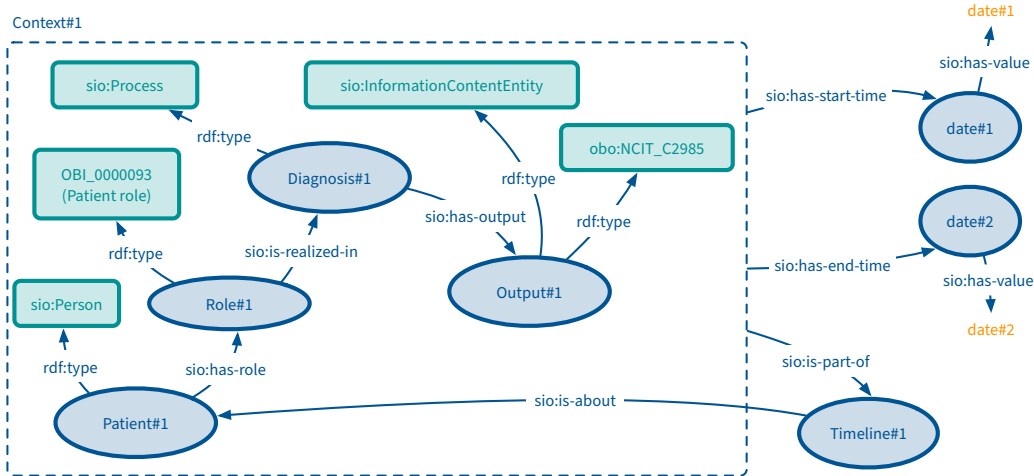 Context#1
date#1
sio:has-value
sio:Process
sio:InformationContentEntity
sio:has-start-time
date#1
rdf:type
obo:NCIT_C2985
OBI_0000093
(Patient role)
Diagnosis#1
rdf:type
sio:has-output
rdf:type
date#2
rdf:type
sio:is-realized-in
sio:has-end-time
sio:has-value
sio:Person
Role#1
Output#1
date#2
rdf:type
sio:has-role
sio:is-part-of
sio:is-about
Patient#1
Timeline#1